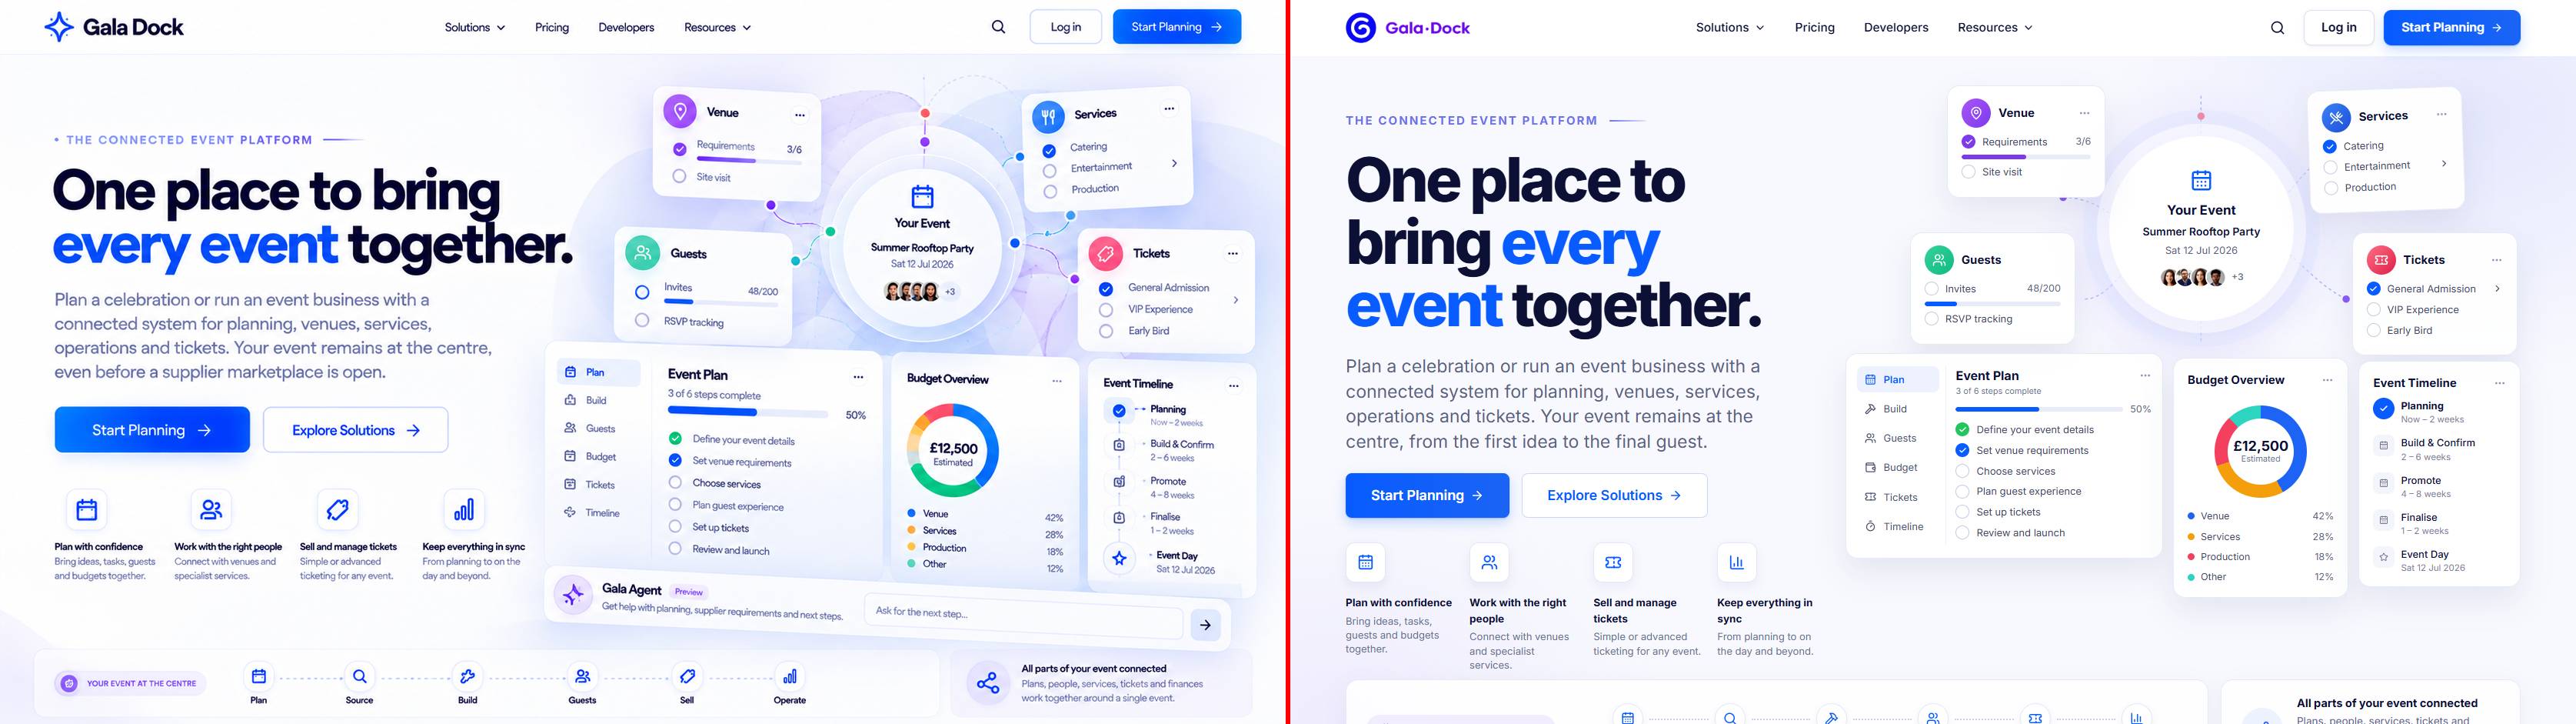 Gala Dock
Solutions
Pricing
Developers
Resources
Log in
Start Planning
THE CONNECTED EVENT PLATFORM
One place to bring
every event together.
Plan a celebration or run an event business with a
connected system for planning, venues, services,
operations and tickets. Your event remains at the centre,
even before a supplier marketplace is open.
Start Planning
Explore Solutions
Plan with confidence
Bring ideas, tasks, guests
and budgets together.
Work with the right people
Connect with venues and
specialist services.
Sell and manage tickets
Simple or advanced
ticketing for any event.
Keep everything in sync
From planning to on the
day and beyond.
Venue
Requirements 3/6
Site visit
Services
Catering
Entertainment
Production
Your Event
Summer Rooftop Party
Sat 12 Jul 2026
+3
Guests
Invites 48/200
RSVP tracking
Tickets
General Admission
VIP Experience
Early Bird
Plan
Build
Guests
Budget
Tickets
Timeline
Event Plan
3 of 6 steps complete
50%
Define your event details
Set venue requirements
Choose services
Plan guest experience
Set up tickets
Review and launch
Budget Overview
£12,500
Estimated
Venue 42%
Services 28%
Production 18%
Other 12%
Event Timeline
Planning
Now – 2 weeks
Build & Confirm
2 – 6 weeks
Promote
4 – 8 weeks
Finalise
1 – 2 weeks
Event Day
Sat 12 Jul 2026
Gala Agent Preview
Get help with planning, supplier requirements and next steps.
Ask for the next step...
YOUR EVENT AT THE CENTRE
Plan
Source
Build
Guests
Sell
Operate
All parts of your event connected
Plans, people, services, tickets and finances
work together around a single event.
Gala·Dock
Solutions
Pricing
Developers
Resources
Log in
Start Planning
THE CONNECTED EVENT PLATFORM
One place to
bring every
event together.
Plan a celebration or run an event business with a
connected system for planning, venues, services,
operations and tickets. Your event remains at the
centre, from the first idea to the final guest.
Start Planning
Explore Solutions
Plan with confidence
Bring ideas, tasks,
guests and budgets
together.
Work with the right
people
Connect with venues
and specialist
services.
Sell and manage
tickets
Simple or advanced
ticketing for any event.
Keep everything in
sync
From planning to on
the day and beyond.
Venue
Requirements 3/6
Site visit
Services
Catering
Entertainment
Production
Your Event
Summer Rooftop Party
Sat 12 Jul 2026
+3
Guests
Invites 48/200
RSVP tracking
Tickets
General Admission
VIP Experience
Early Bird
Plan
Build
Guests
Budget
Tickets
Timeline
Event Plan
3 of 6 steps complete
50%
Define your event details
Set venue requirements
Choose services
Plan guest experience
Set up tickets
Review and launch
Budget Overview
£12,500
Estimated
Venue 42%
Services 28%
Production 18%
Other 12%
Event Timeline
Planning
Now – 2 weeks
Build & Confirm
2 – 6 weeks
Promote
4 – 8 weeks
Finalise
1 – 2 weeks
Event Day
Sat 12 Jul 2026
All parts of your event connected
Plans, people, services, tickets and